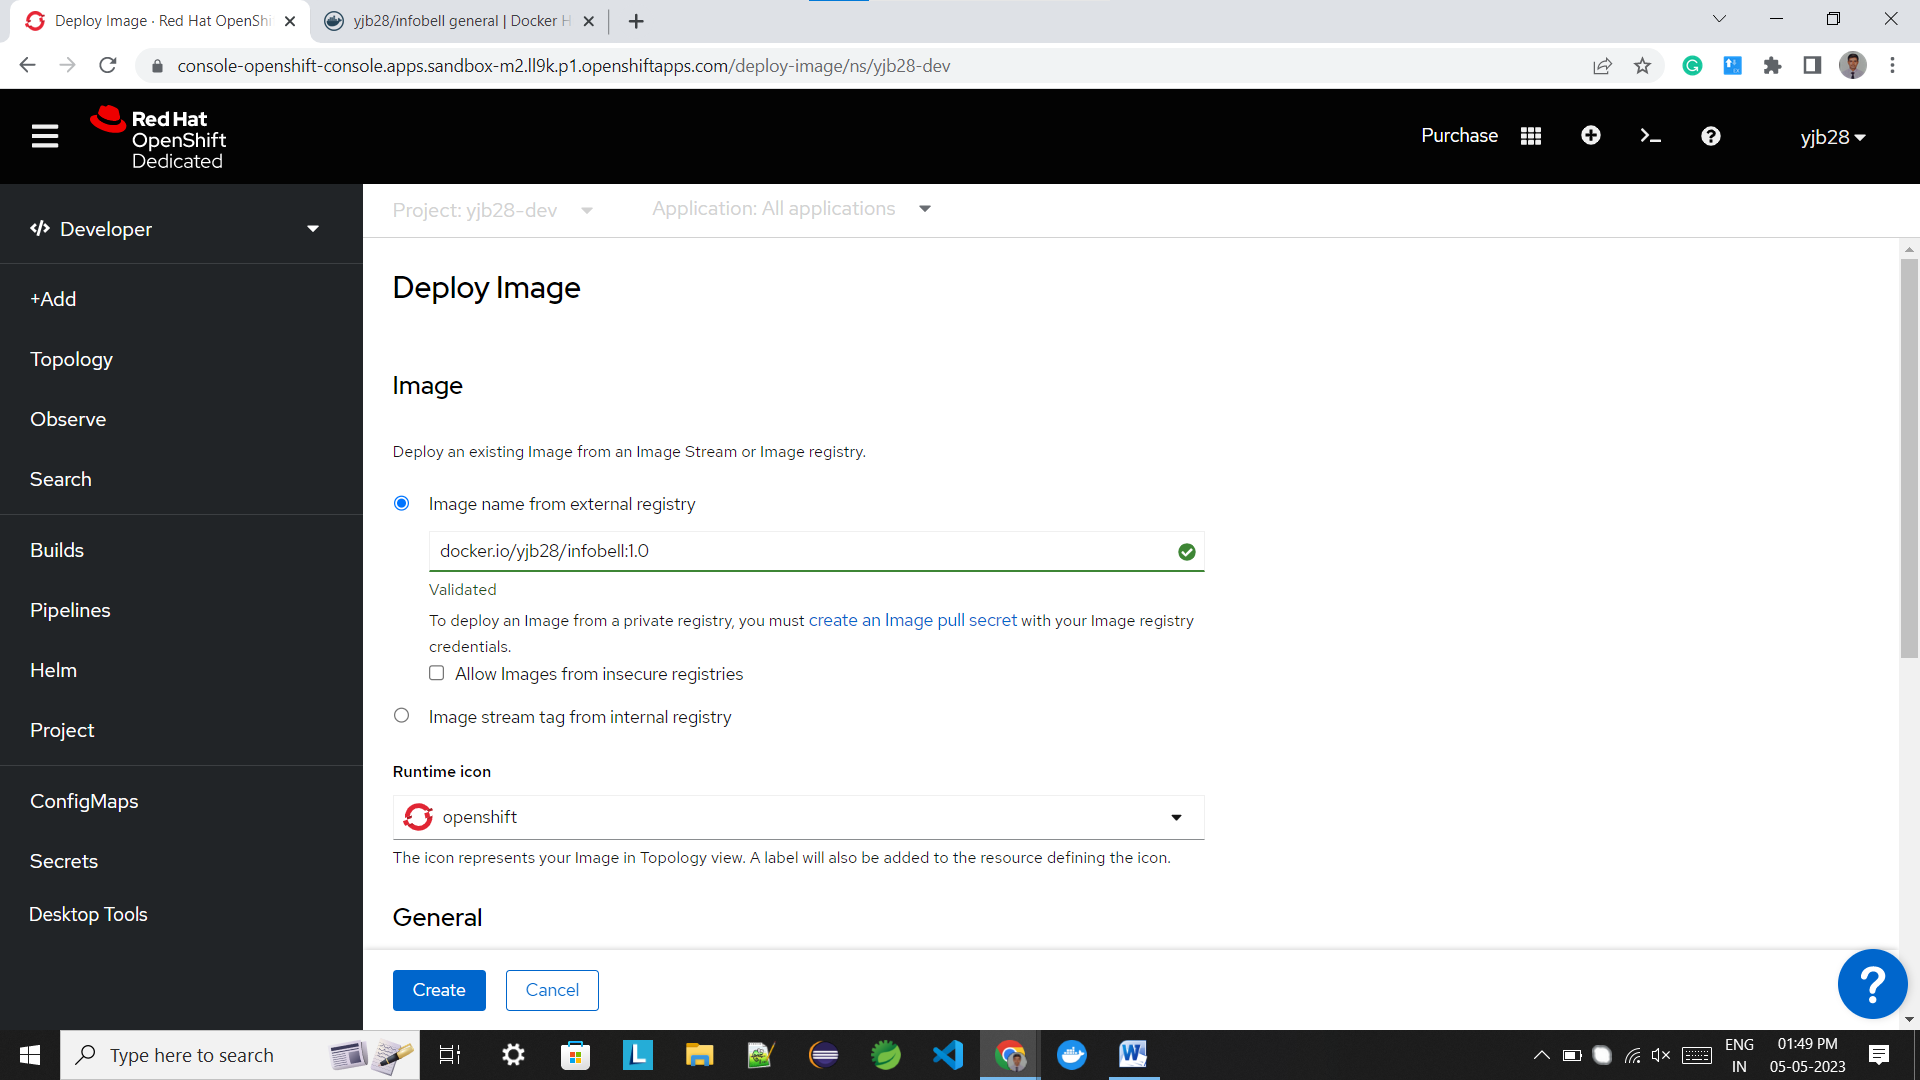 Deploy Image · Red Hat OpenShi
yjb28/infobell general | Docker H
console-openshift-console.apps.sandbox-m2.ll9k.p1.openshiftapps.com/deploy-image/ns/yjb28-dev
Red Hat
OpenShift
Dedicated
Purchase
yjb28
Developer
+Add
Topology
Observe
Search
Builds
Pipelines
Helm
Project
ConfigMaps
Secrets
Desktop Tools
Project: yjb28-dev
Application: All applications
Deploy Image
Image
Deploy an existing Image from an Image Stream or Image registry.
Image name from external registry
docker.io/yjb28/infobell:1.0
Validated
To deploy an Image from a private registry, you must create an Image pull secret with your Image registry
credentials.
Allow Images from insecure registries
Image stream tag from internal registry
Runtime icon
openshift
The icon represents your Image in Topology view. A label will also be added to the resource defining the icon.
General
Create
Cancel
Type here to search
ENG
IN
01:49 PM
05-05-2023